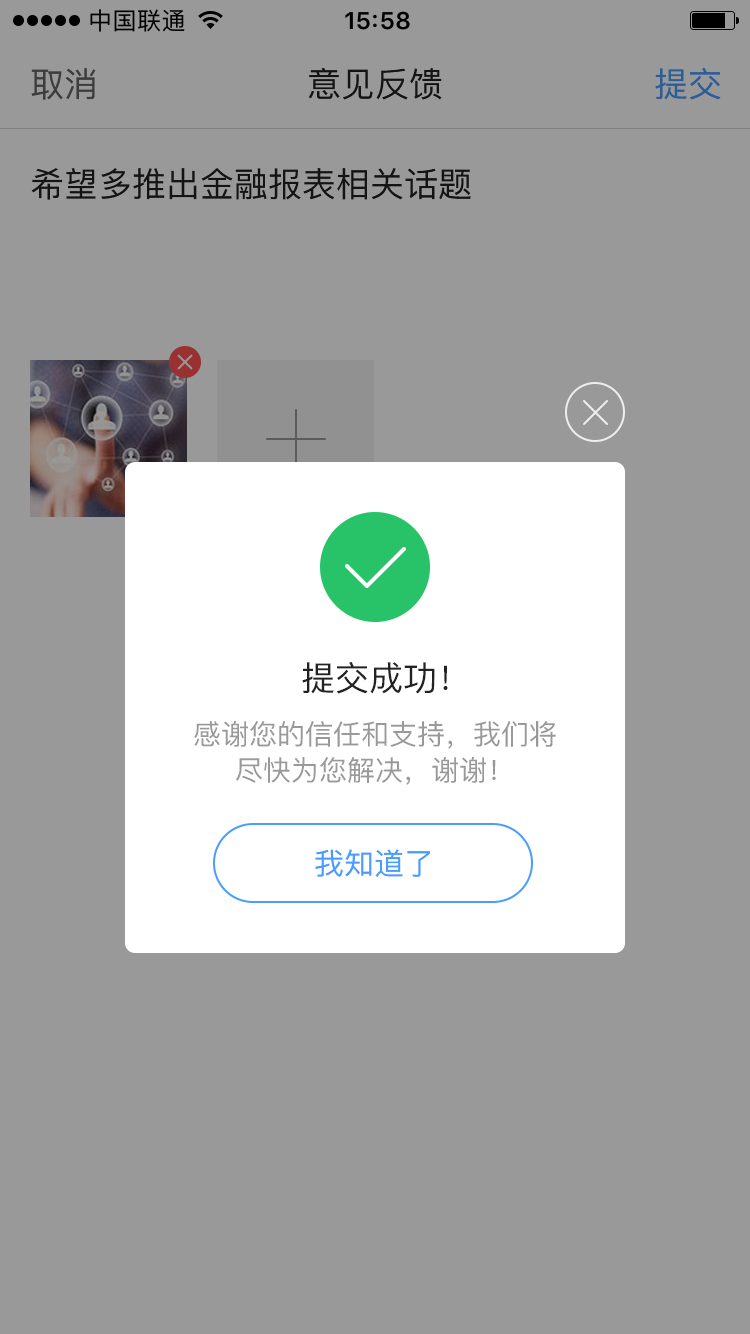 中国联通
15:58
取消
意见反馈
提交
希望多推出金融报表相关话题
提交成功!
感谢您的信任和支持，我们将
尽快为您解决，谢谢!
我知道了